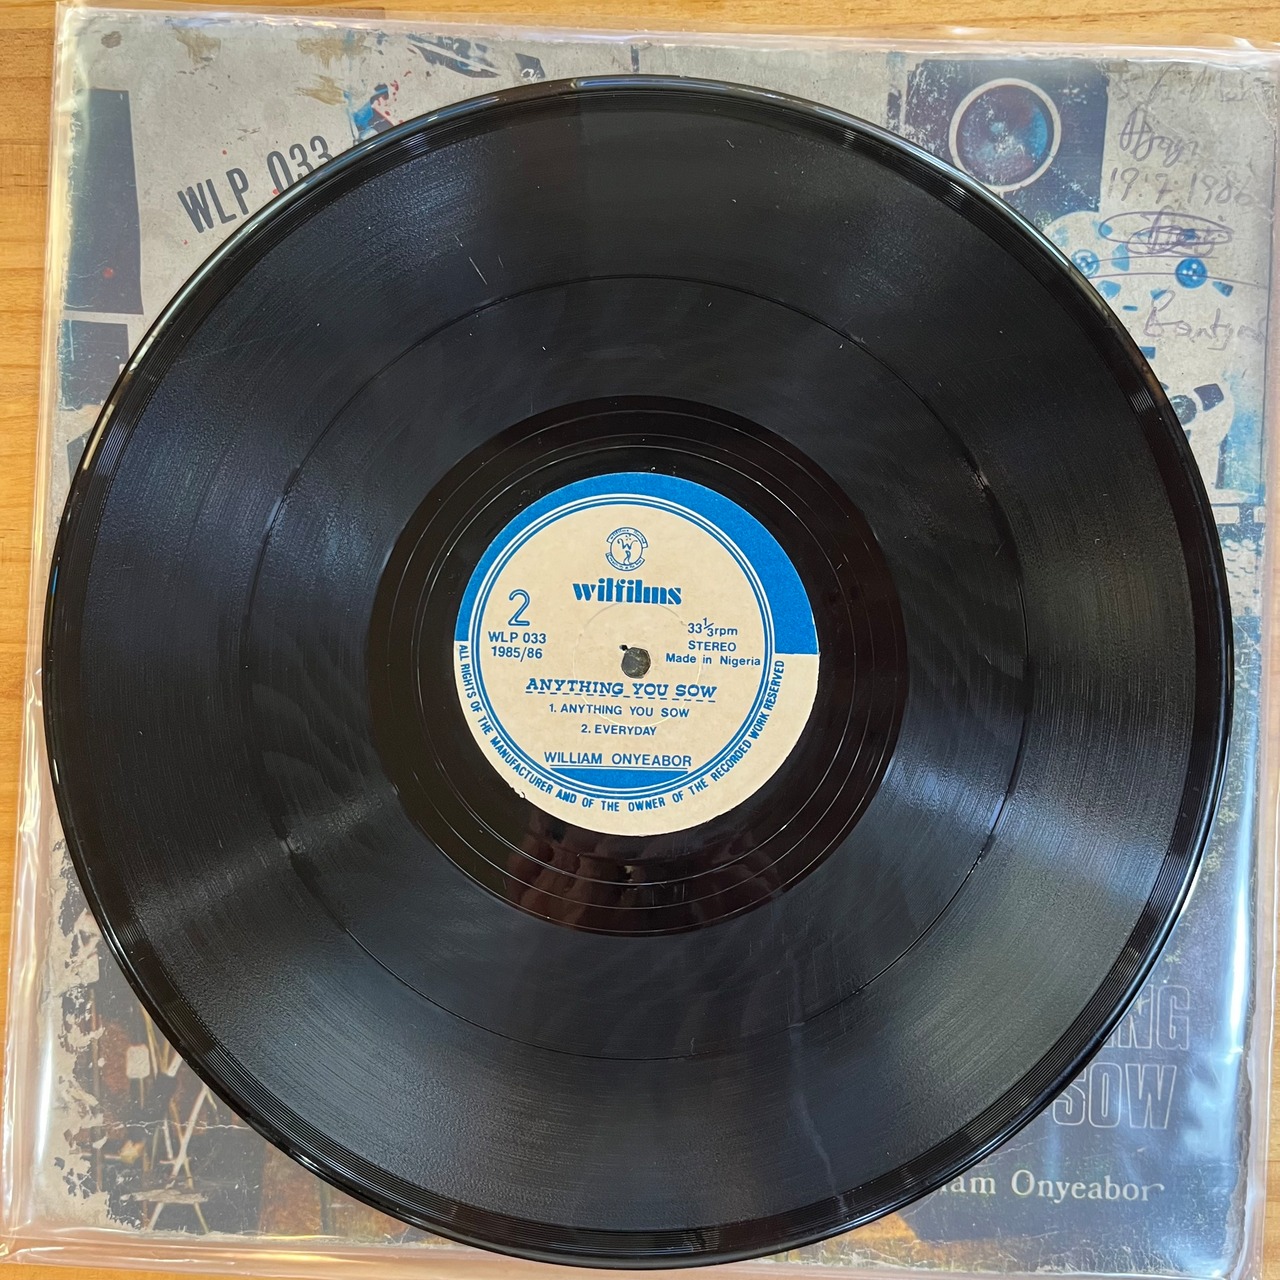 WLP 033
19.7.1986
wilfilms
2
WLP 033
1985/86
33⅓rpm
STEREO
Made in Nigeria
ANYTHING YOU SOW
1. ANYTHING YOU SOW
2. EVERYDAY
WILLIAM ONYEABOR
ALL RIGHTS OF THE MANUFACTURER AND OF THE OWNER OF THE RECORDED WORK RESERVED
ING
SOW
iam Onyeabor